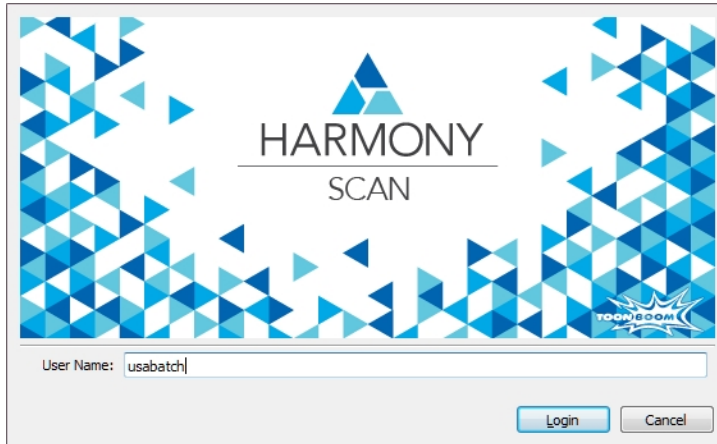 HARMONY
SCAN
TOONBOOM
User Name: usabatch
Login Cancel